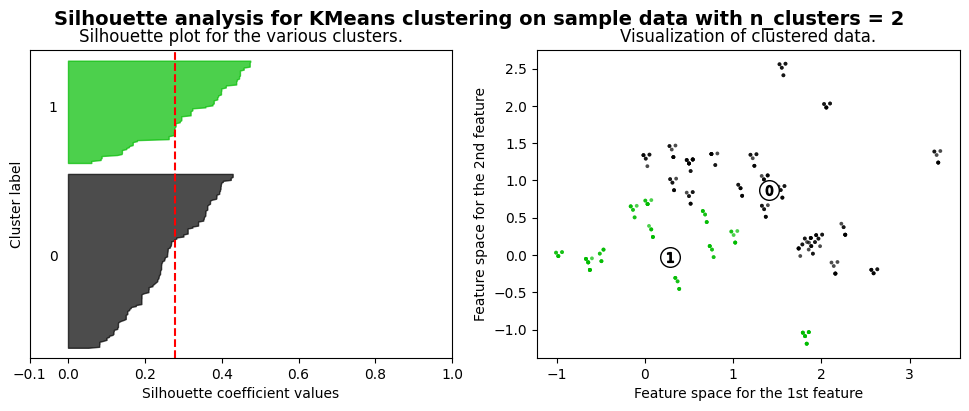 Silhouette analysis for KMeans clustering on sample data with n_clusters = 2
Silhouette plot for the various clusters.
Cluster label
1
0
−0.1 0.0 0.2 0.4 0.6 0.8 1.0
Silhouette coefficient values
Visualization of clustered data.
Feature space for the 2nd feature
2.5
2.0
1.5
1.0
0.5
0.0
−0.5
−1.0
0
1
−1 0 1 2 3
Feature space for the 1st feature